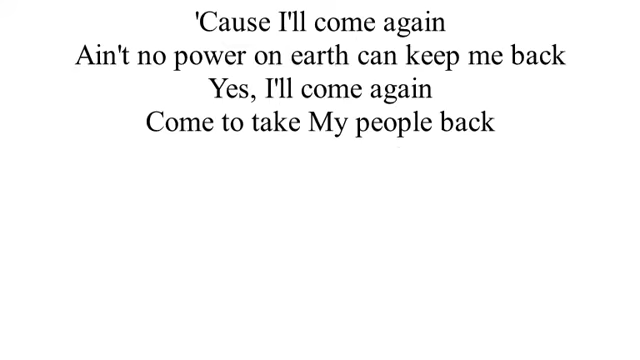 'Cause I'll come again
Ain't no power on earth can keep me back
Yes, I'll come again
Come to take My people back